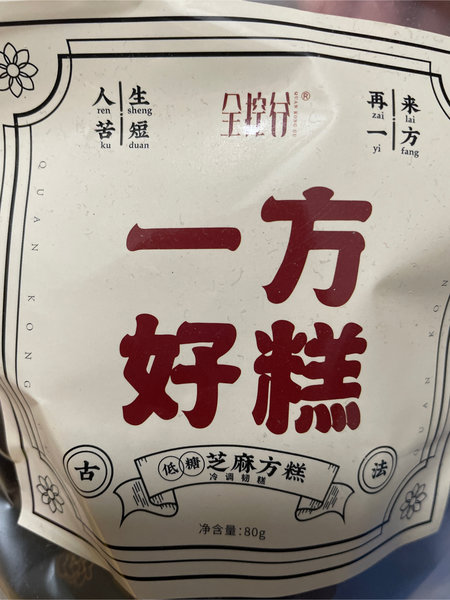 人生
ren sheng
苦短
ku duan
全控谷®
QUAN KONG GU
再来
zai lai
一方
yi fang
一方
好糕
QUAN KONG
QUAN KON
古 低糖芝麻方糕 法
冷调韧糕
净含量:80g